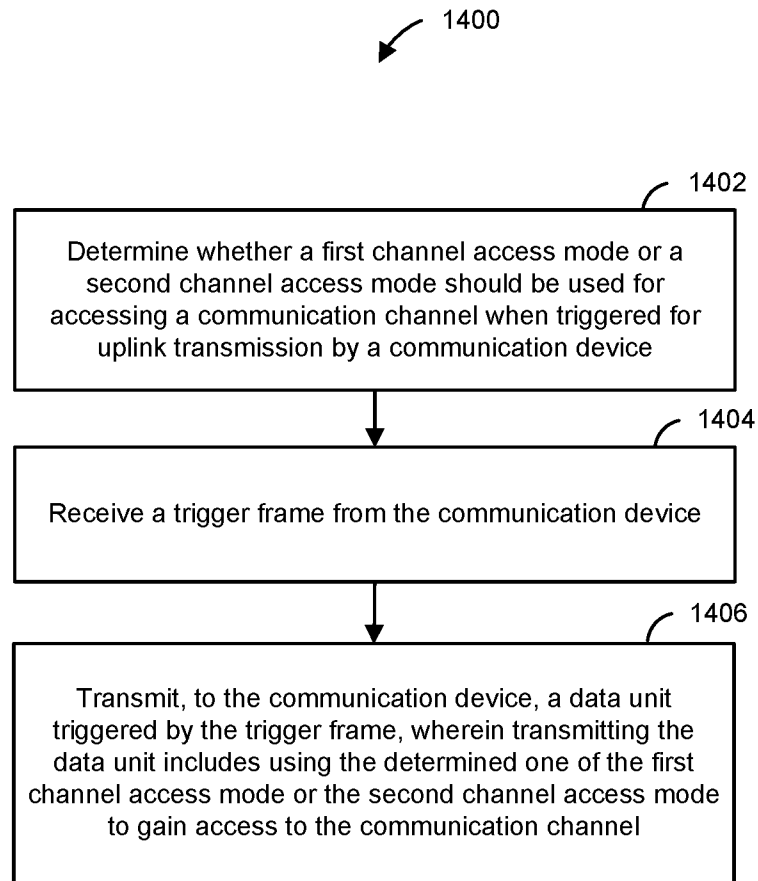 1400
1402
Determine whether a first channel access mode or a
second channel access mode should be used for
accessing a communication channel when triggered for
uplink transmission by a communication device
1404
Receive a trigger frame from the communication device
1406
Transmit, to the communication device, a data unit
triggered by the trigger frame, wherein transmitting the
data unit includes using the determined one of the first
channel access mode or the second channel access mode
to gain access to the communication channel